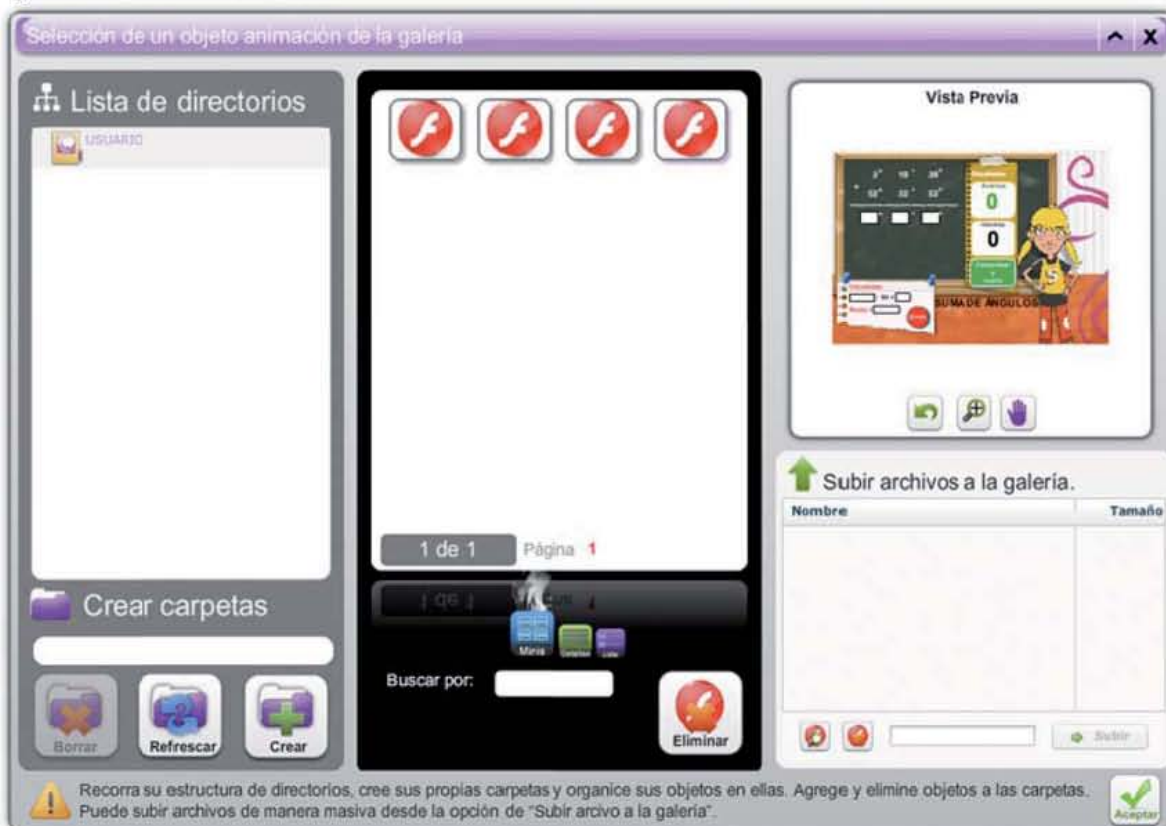 Selección de un objeto animación de la galería
X
Lista de directorios
USUARIO
Crear carpetas
Borrar
Refrescar
Crear
1 de 1
Página 1
Minis
Buscar por:
Eliminar
Vista Previa
0
0
S
SUMA DE ÁNGULOS
Subir archivos a la galería.
Nombre
Tamaño
Subir
Recorra su estructura de directorios, cree sus propias carpetas y organice sus objetos en ellas. Agrege y elimine objetos a las carpetas.
Puede subir archivos de manera masiva desde la opción de "Subir arcivo a la galería".
Aceptar